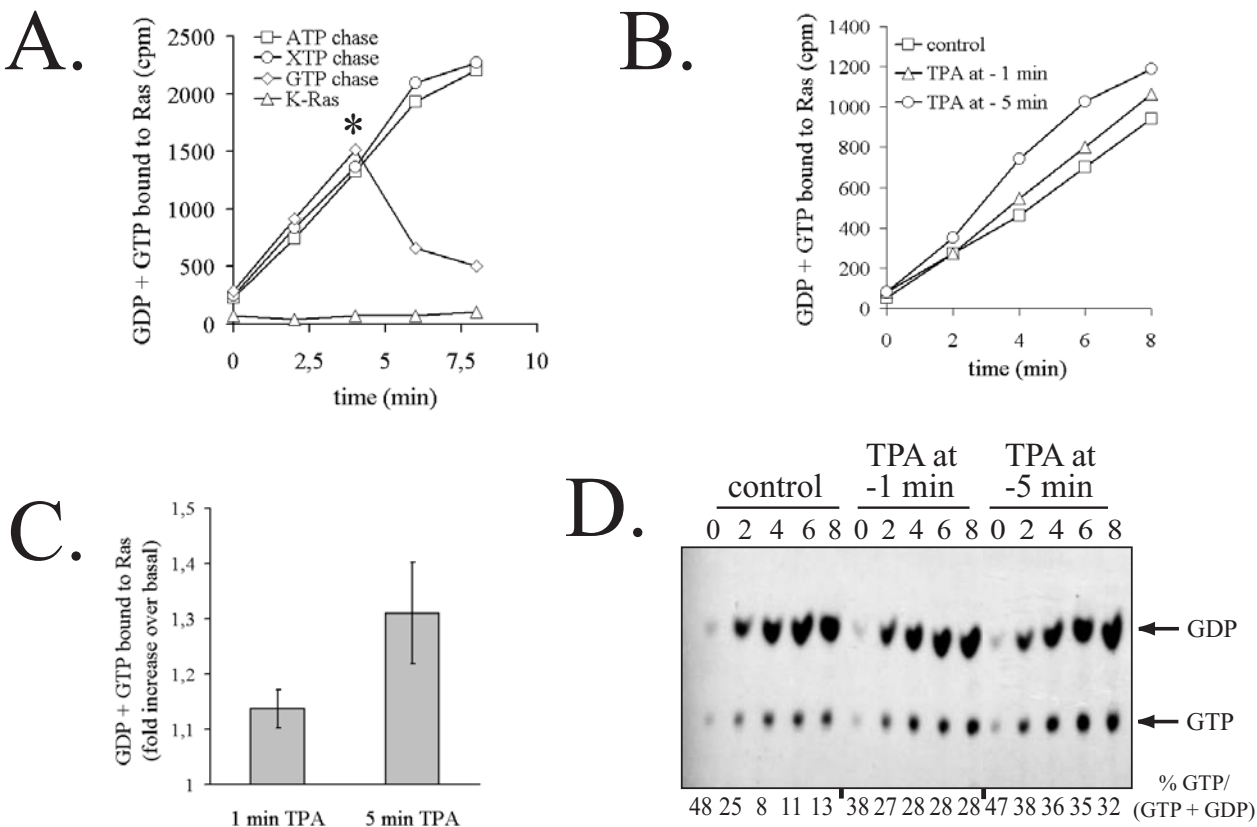 A.
GDP + GTP bound to Ras (cpm)
2500
2000
1500
1000
500
0
ATP chase
XTP chase
GTP chase
K-Ras
*
0
2,5
5
7,5
10
time (min)
B.
GDP + GTP bound to Ras (cpm)
1400
1200
1000
800
600
400
200
0
control
TPA at - 1 min
TPA at - 5 min
0
2
4
6
8
time (min)
C.
GDP + GTP bound to Ras
(fold increase over basal)
1,5
1,4
1,3
1,2
1,1
1
1 min TPA
5 min TPA
D.
control
TPA at
-1 min
TPA at
-5 min
0 2 4 6 8 0 2 4 6 8 0 2 4 6 8
GDP
GTP
48 25 8 11 13 38 27 28 28 28 47 38 36 35 32
% GTP/
(GTP + GDP)